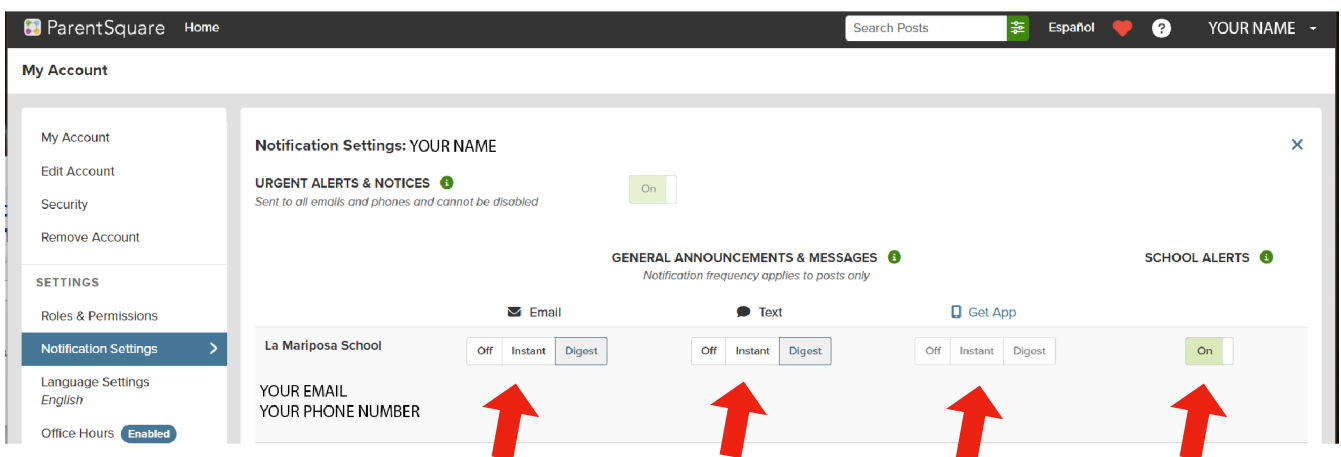 ParentSquare Home Search Posts Español ? YOUR NAME
My Account
My Account
Edit Account
Security
Remove Account
SETTINGS
Roles & Permissions
Notification Settings
Language Settings
English
Office Hours Enabled
Notification Settings: YOUR NAME
URGENT ALERTS & NOTICES i On
Sent to all emails and phones and cannot be disabled
GENERAL ANNOUNCEMENTS & MESSAGES i SCHOOL ALERTS i
Notification frequency applies to posts only
Email Text Get App
La Mariposa School Off Instant Digest Off Instant Digest Off Instant Digest On
YOUR EMAIL
YOUR PHONE NUMBER